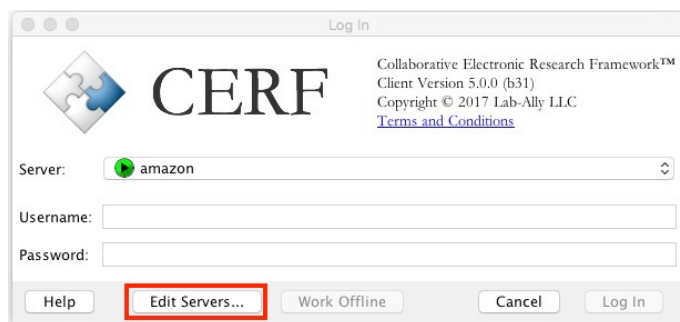 Log In
CERF
Collaborative Electronic Research Framework™
Client Version 5.0.0 (b31)
Copyright © 2017 Lab-Ally LLC
Terms and Conditions
Server: amazon
Username:
Password:
Help Edit Servers... Work Offline Cancel Log In